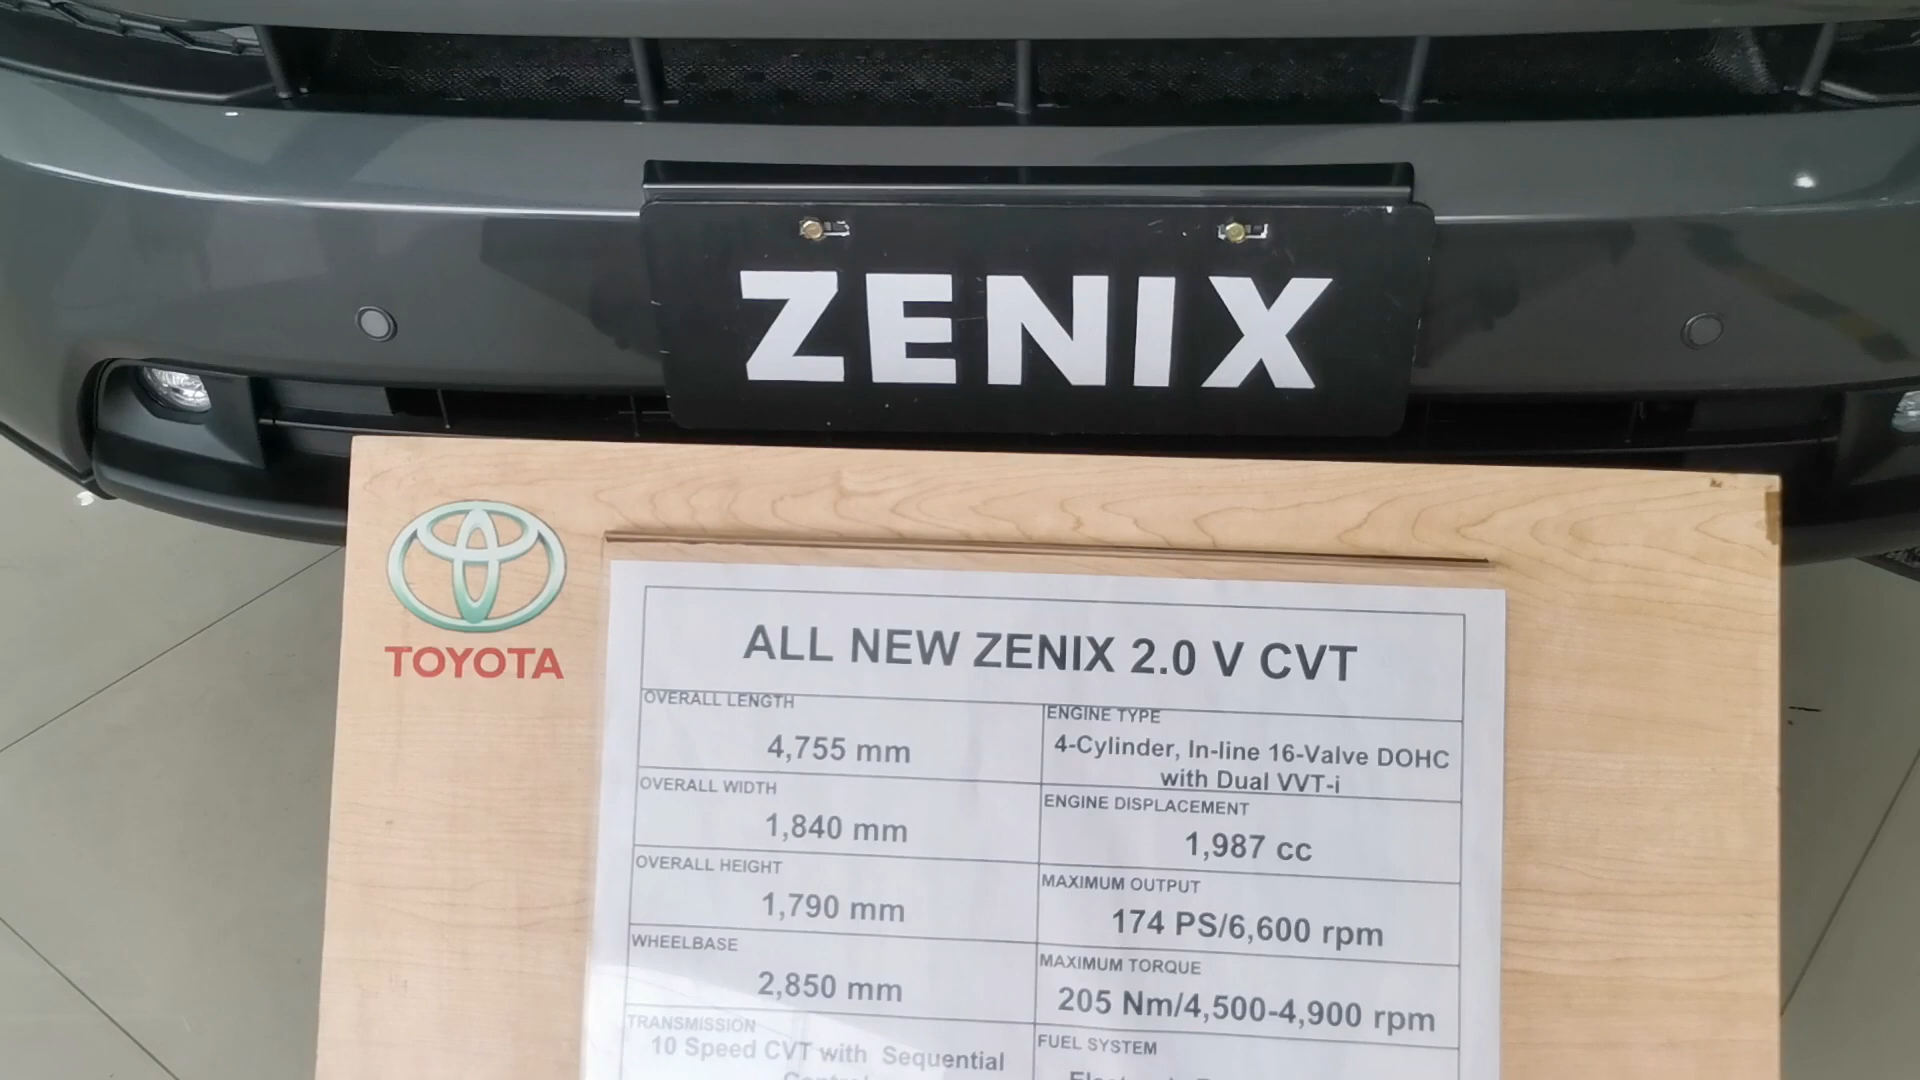 ZENIX
TOYOTA
ALL NEW ZENIX 2.0 V CVT
OVERALL LENGTH
4,755 mm
OVERALL WIDTH
1,840 mm
OVERALL HEIGHT
1,790 mm
WHEELBASE
2,850 mm
TRANSMISSION
10 Speed CVT with Sequential
ENGINE TYPE
4-Cylinder, In-line 16-Valve DOHC
with Dual VVT-i
ENGINE DISPLACEMENT
1,987 cc
MAXIMUM OUTPUT
174 PS/6,600 rpm
MAXIMUM TORQUE
205 Nm/4,500-4,900 rpm
FUEL SYSTEM